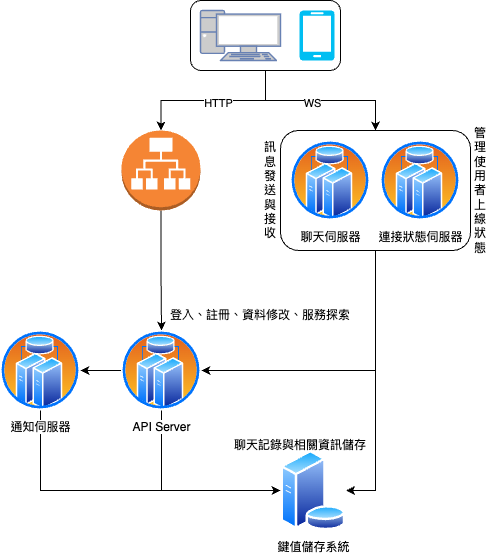 HTTP
WS
訊息發送與接收
管理使用者上線狀態
聊天伺服器
連接狀態伺服器
登入、註冊、資料修改、服務探索
通知伺服器
API Server
聊天記錄與相關資訊儲存
鍵值儲存系統